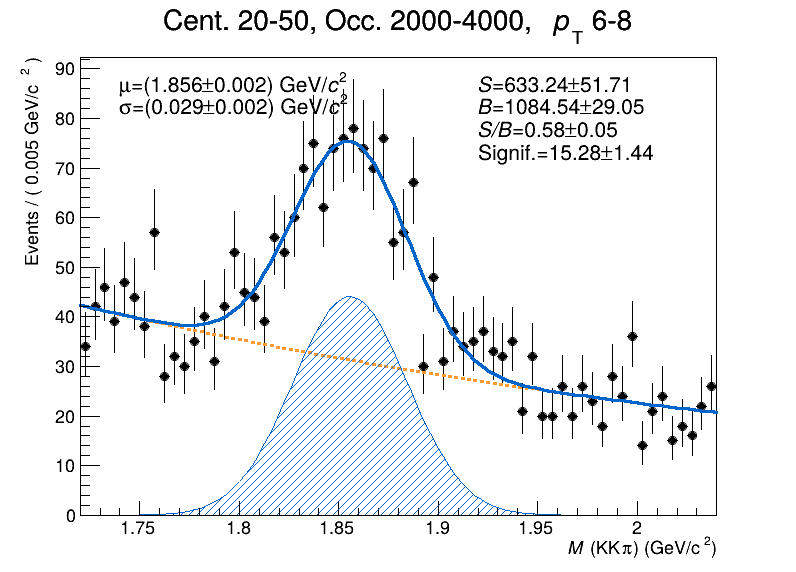 Cent. 20-50, Occ. 2000-4000, p_T 6-8
Events / ( 0.005 GeV/c² )
μ=(1.856±0.002) GeV/c²
σ=(0.029±0.002) GeV/c²
S=633.24±51.71
B=1084.54±29.05
S/B=0.58±0.05
Signif.=15.28±1.44
90
80
70
60
50
40
30
20
10
0
1.75 1.8 1.85 1.9 1.95 2
M (KKπ) (GeV/c²)